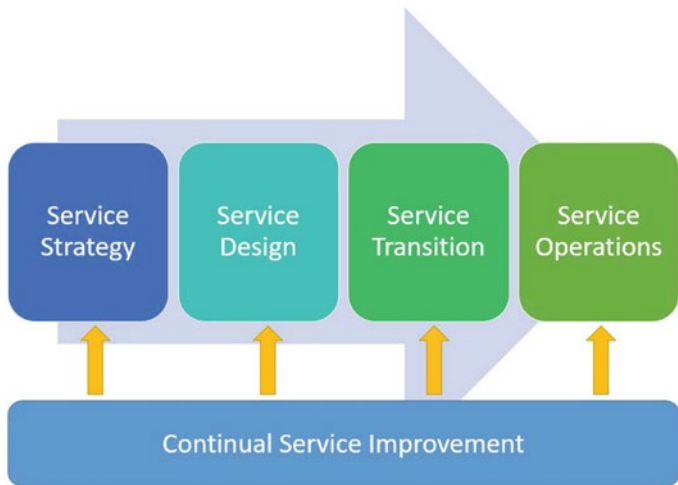 Service
Strategy
Service
Design
Service
Transition
Service
Operations
Continual Service Improvement